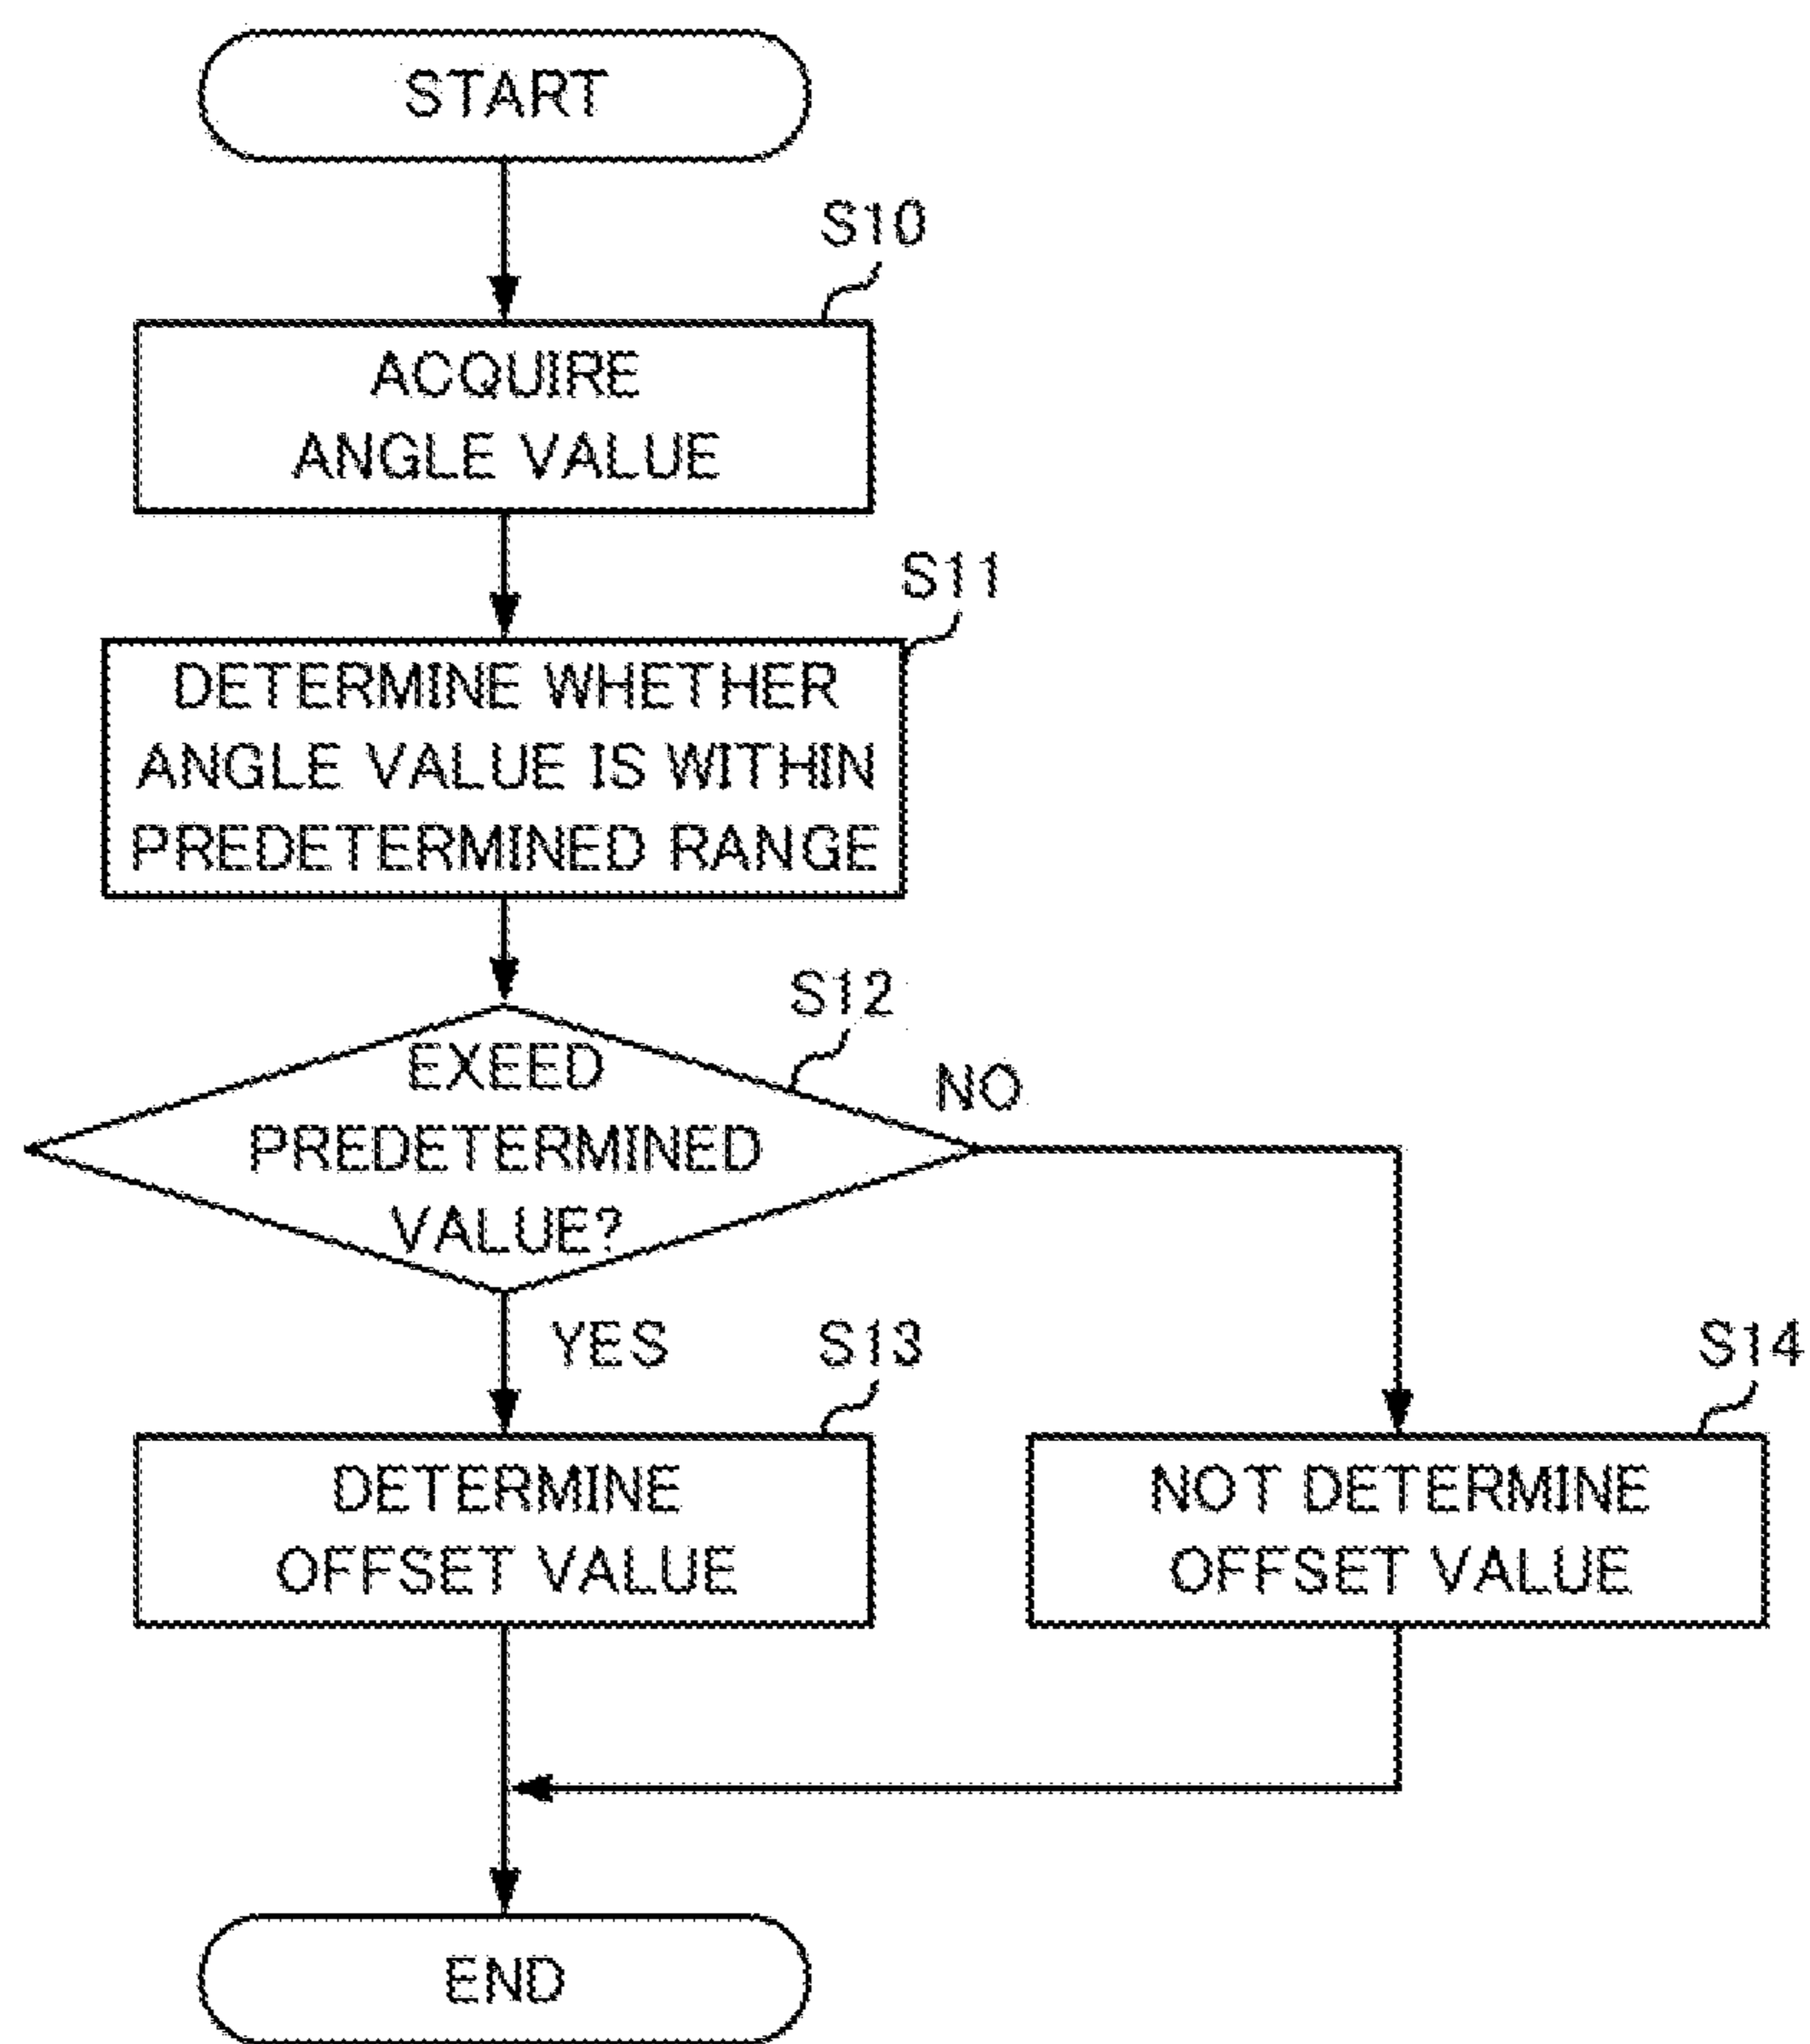 START
S10
ACQUIRE
ANGLE VALUE
S11
DETERMINE WHETHER
ANGLE VALUE IS WITHIN
PREDETERMINED RANGE
S12
EXEED
PREDETERMINED
VALUE?
NO
YES
S13
DETERMINE
OFFSET VALUE
S14
NOT DETERMINE
OFFSET VALUE
END